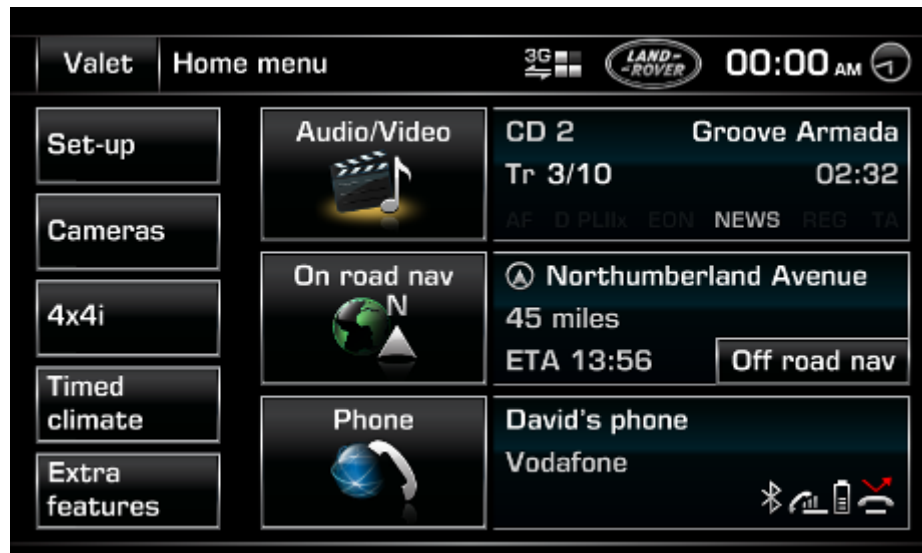 Valet Home menu 3G LAND-ROVER 00:00 AM
Set-up
Cameras
4x4i
Timed
climate
Extra
features
Audio/Video
CD 2 Groove Armada
Tr 3/10 02:32
AF D PLIIx EON NEWS REG TA
On road nav
N
Northumberland Avenue
45 miles
ETA 13:56 Off road nav
Phone
David's phone
Vodafone